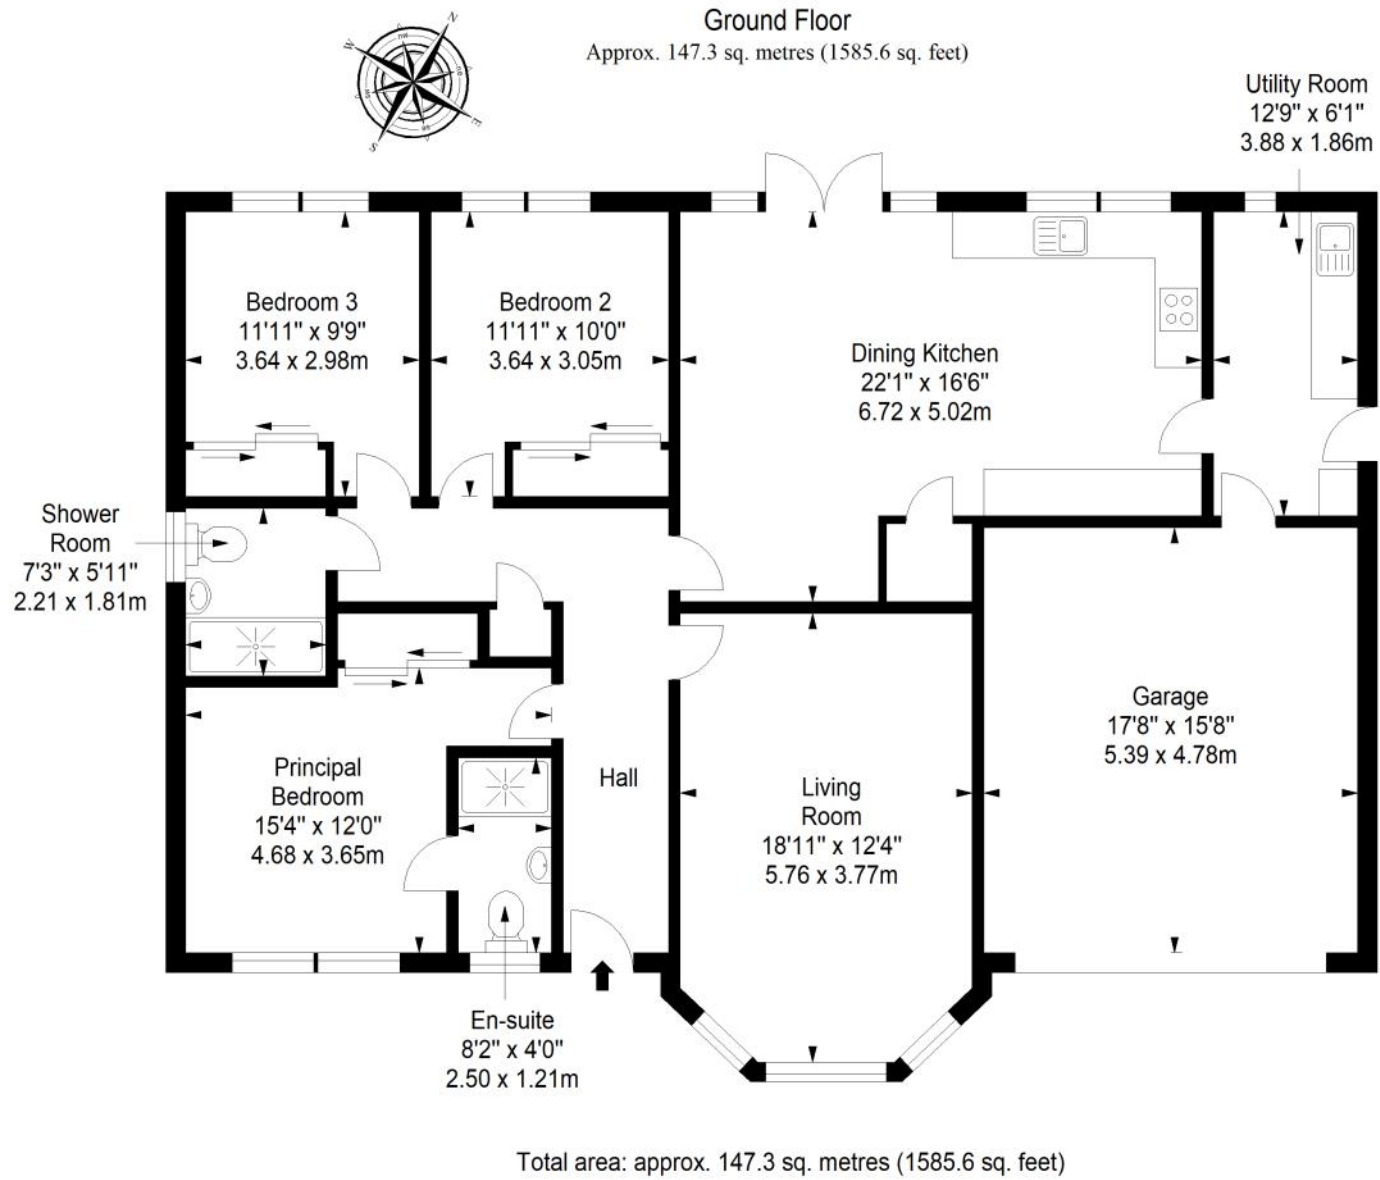 Ground Floor
Approx. 147.3 sq. metres (1585.6 sq. feet)
N
W
E
S
Utility Room
12'9" x 6'1"
3.88 x 1.86m
Bedroom 3
11'11" x 9'9"
3.64 x 2.98m
Bedroom 2
11'11" x 10'0"
3.64 x 3.05m
Dining Kitchen
22'1" x 16'6"
6.72 x 5.02m
Shower
Room
7'3" x 5'11"
2.21 x 1.81m
Garage
17'8" x 15'8"
5.39 x 4.78m
Principal
Bedroom
15'4" x 12'0"
4.68 x 3.65m
Hall
Living
Room
18'11" x 12'4"
5.76 x 3.77m
En-suite
8'2" x 4'0"
2.50 x 1.21m
Total area: approx. 147.3 sq. metres (1585.6 sq. feet)